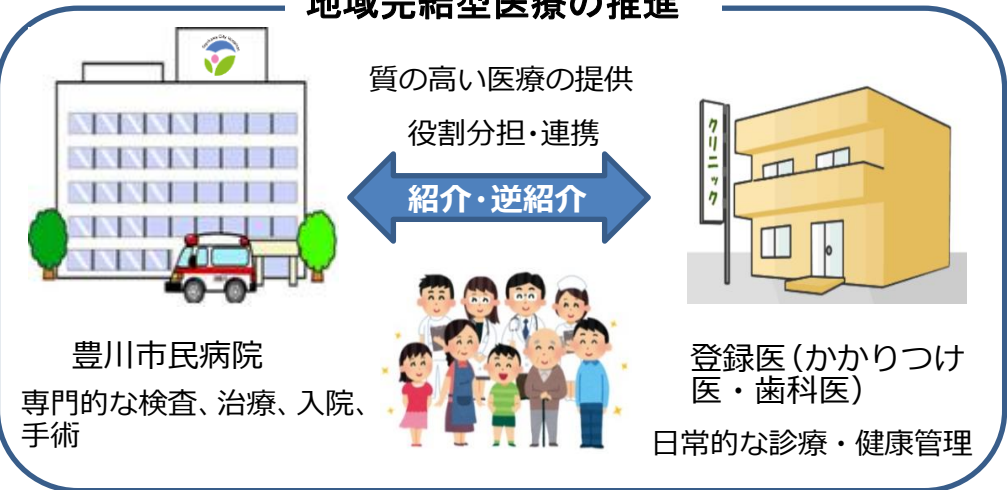 地域完結型医療の推進
質の高い医療の提供
役割分担・連携
紹介・逆紹介
クリニック
豊川市民病院
専門的な検査、治療、入院、
手術
登録医(かかりつけ
医・歯科医)
日常的な診療・健康管理